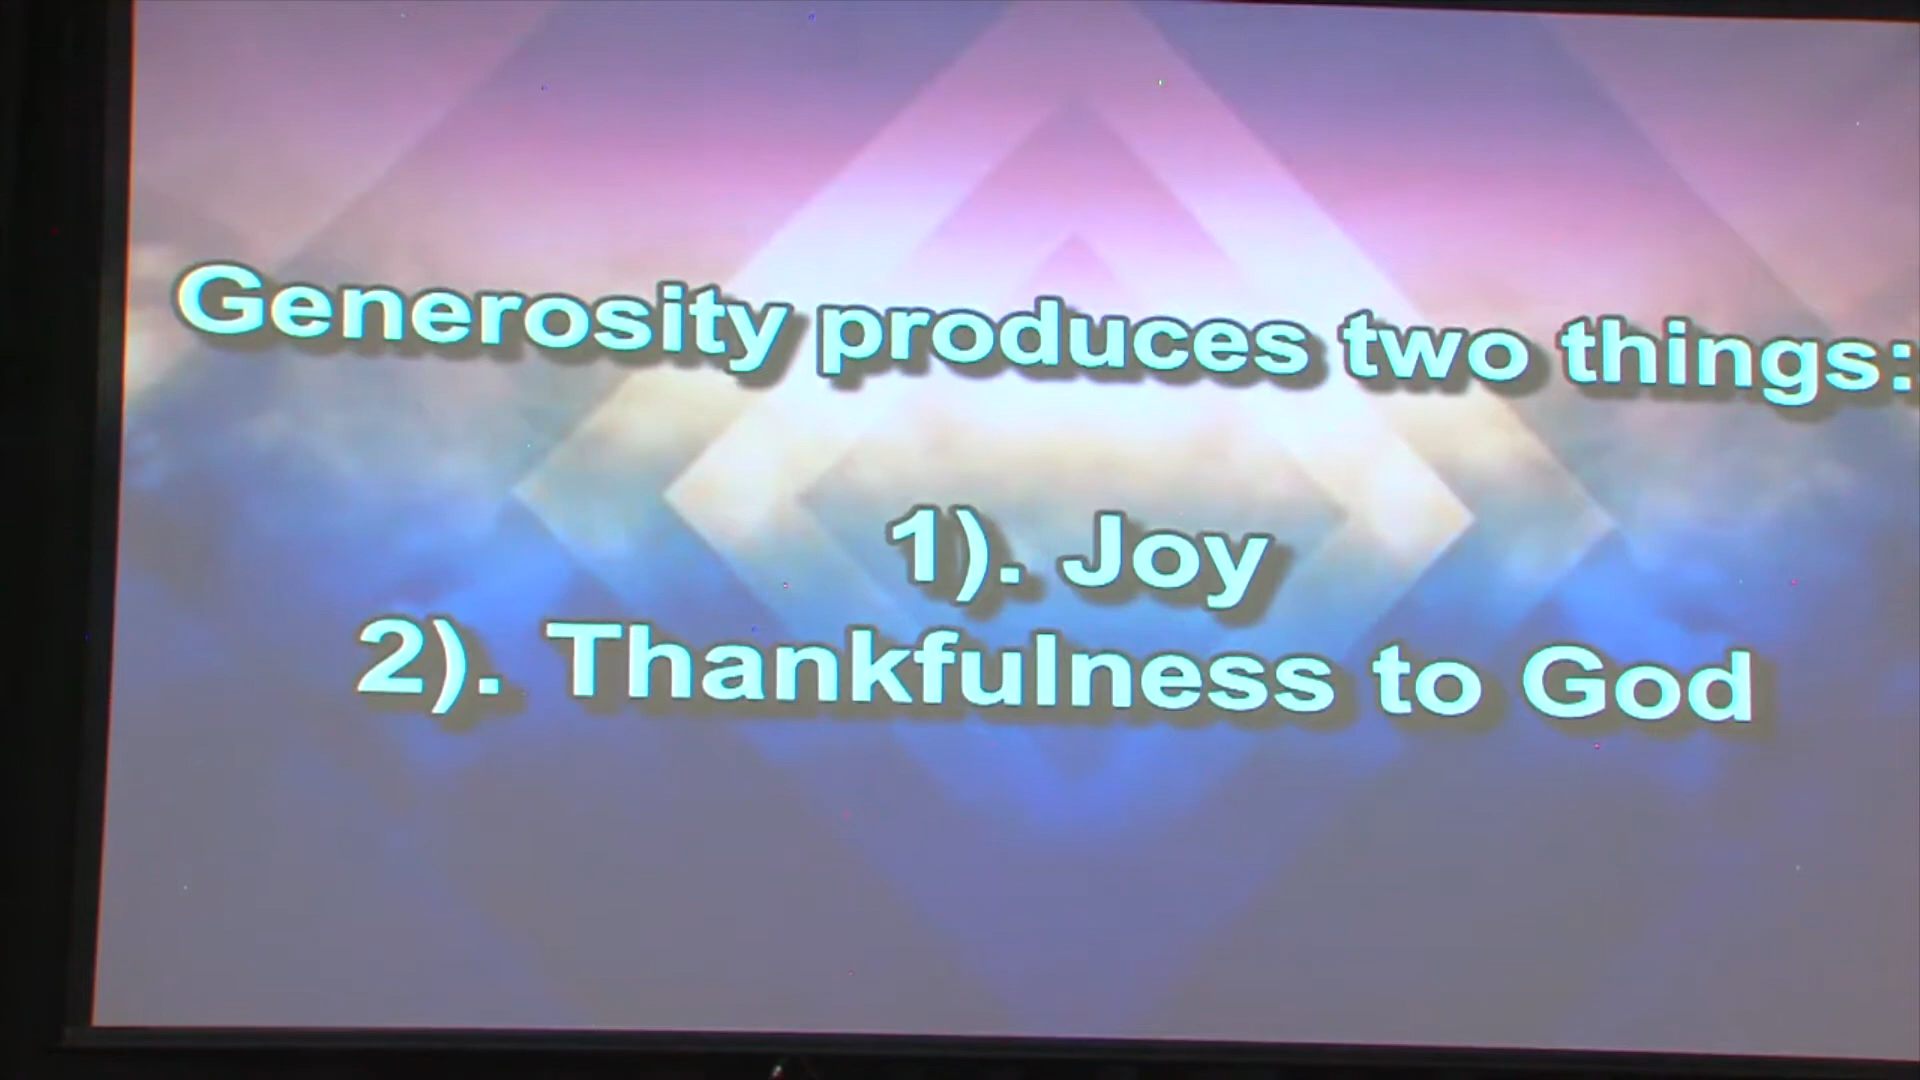 Generosity produces two things:
1). Joy
2). Thankfulness to God